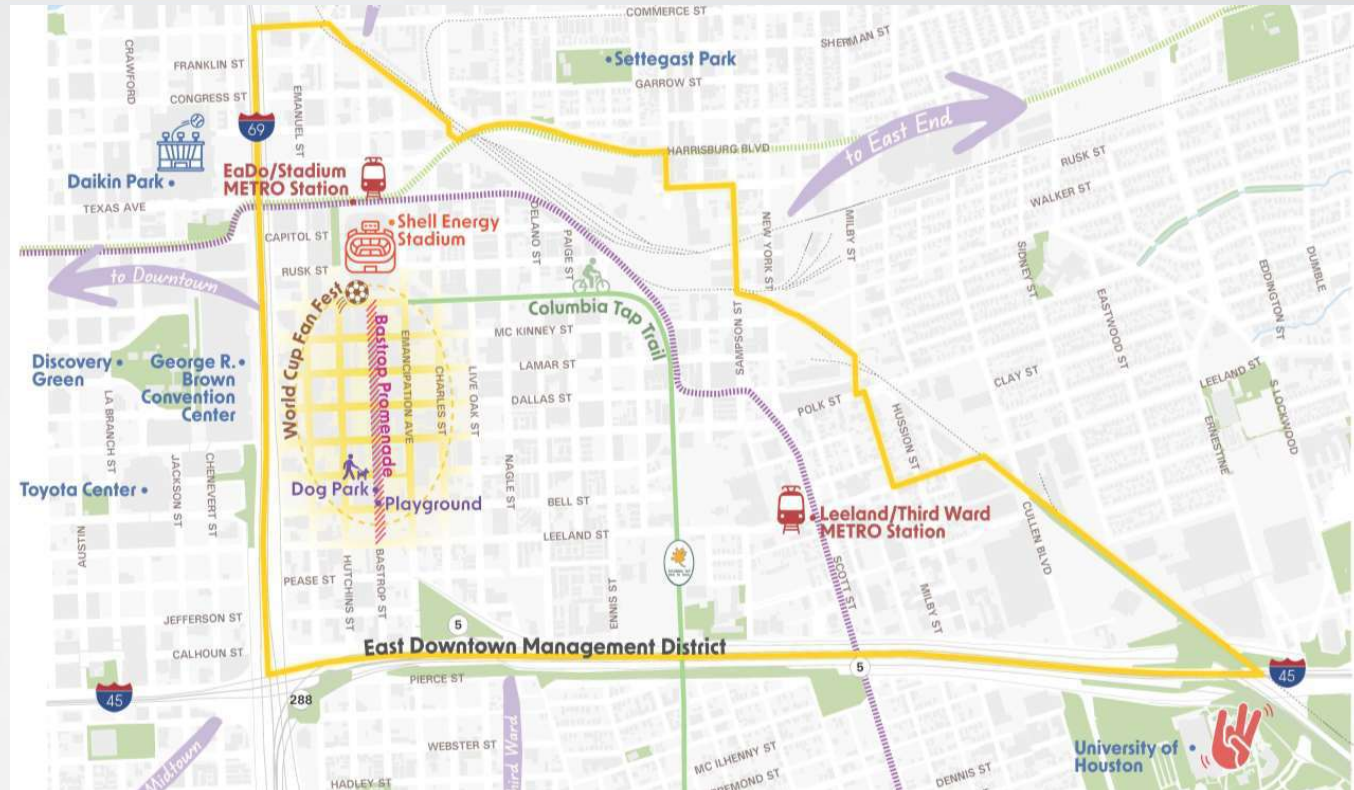 COMMERCE ST
SHERMAN ST
CRAWFORD
FRANKLIN ST
Settegast Park
GARROW ST
CONGRESS ST
EMANUEL ST
69
HARRISBURG BLVD
to East End
RUSK ST
EaDo/Stadium
METRO Station
Daikin Park
TEXAS AVE
WALKER ST
DELANO ST
PAIGE ST
NEW YORK ST
MILBY ST
SIDNEY ST
EDDINGTON ST
DUMBLE
CAPITOL ST
Shell Energy
Stadium
RUSK ST
to Downtown
EASTWOOD ST
World Cup Fan Fest
Bastrop Promenade
Columbia Tap Trail
MC KINNEY ST
SAMPSON ST
EMANCIPATION AVE
CHARLES ST
LIVE OAK ST
LAMAR ST
DALLAS ST
Discovery
Green
George R.
Brown
Convention
Center
LA BRANCH ST
CLAY ST
LEELAND ST
S LOCKWOOD
ERNESTINE
POLK ST
HUSSION ST
Toyota Center
JACKSON ST
CHENEVERT ST
Dog Park
Playground
NAGLE ST
BELL ST
LEELAND ST
Leeland/Third Ward
METRO Station
CULLEN BLVD
AUSTIN
PEASE ST
HUTCHINS ST
BASTROP ST
ENNIS ST
SCOTT ST
MILBY ST
JEFFERSON ST
5
CALHOUN ST
East Downtown Management District
5
45
45
288
PIERCE ST
Midtown
WEBSTER ST
hird Ward
MC ILHENNY ST
REMOND ST
DENNIS ST
HADLEY ST
University of
Houston